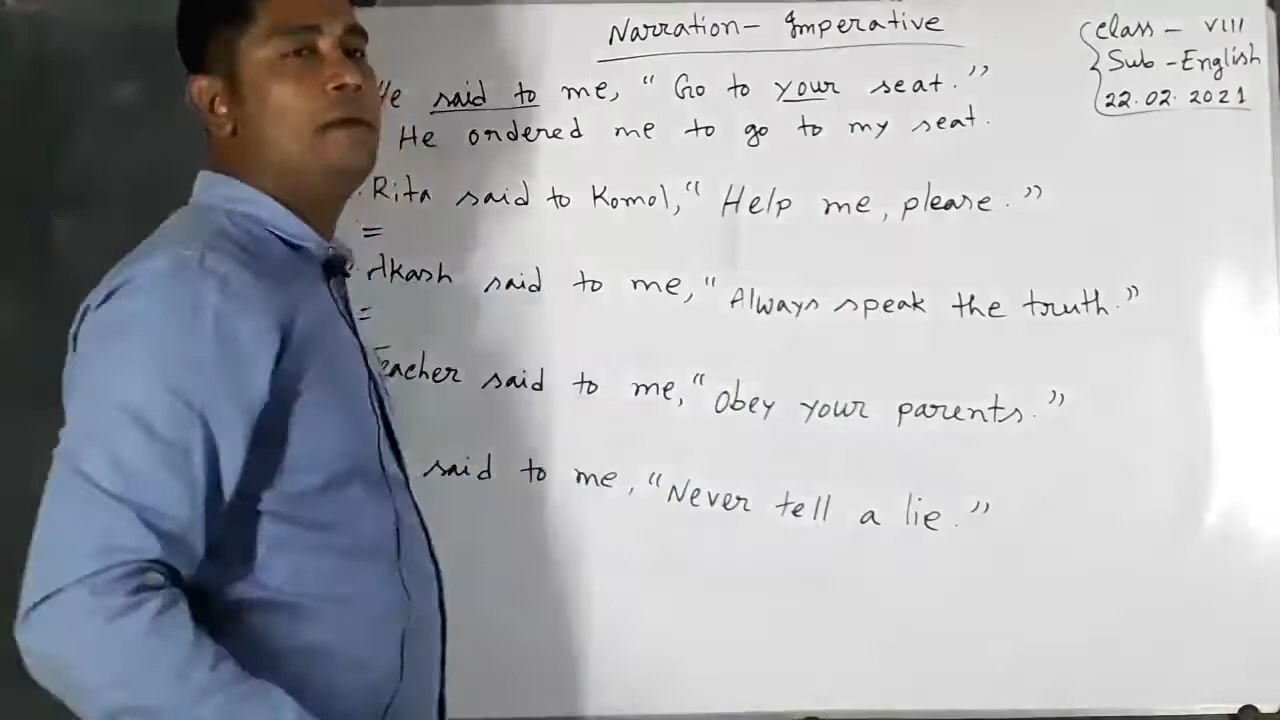 Narration - Imperative
Class - VIII
Sub - English
22.02.2021
He said to me, "Go to your seat."
He ordered me to go to my seat.
Rita said to Komol, "Help me, please."
=
Akash said to me, "Always speak the truth."
=
Teacher said to me, "Obey your parents."
said to me, "Never tell a lie."